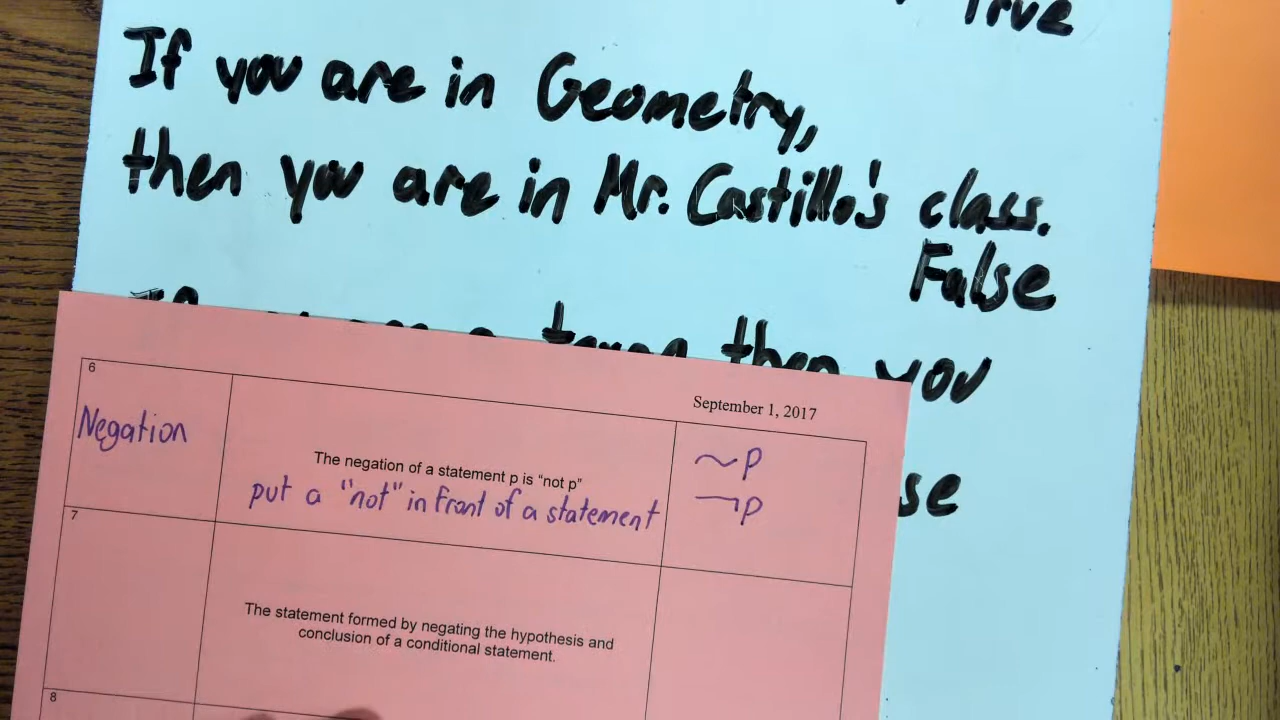 True
If you are in Geometry,
then you are in Mr. Castillo's class.
False
then you
se
September 1, 2017
6
Negation
The negation of a statement p is “not p”
put a "not" in front of a statement
~p
¬p
7
The statement formed by negating the hypothesis and
conclusion of a conditional statement.
8